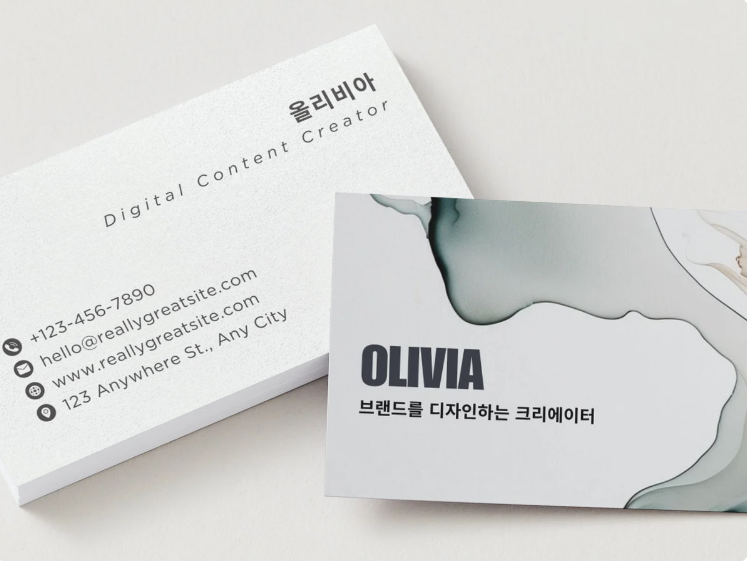 올리비아
Digital Content Creator
+123-456-7890
hello@reallygreatsite.com
www.reallygreatsite.com
123 Anywhere St., Any City
OLIVIA
브랜드를 디자인하는 크리에이터